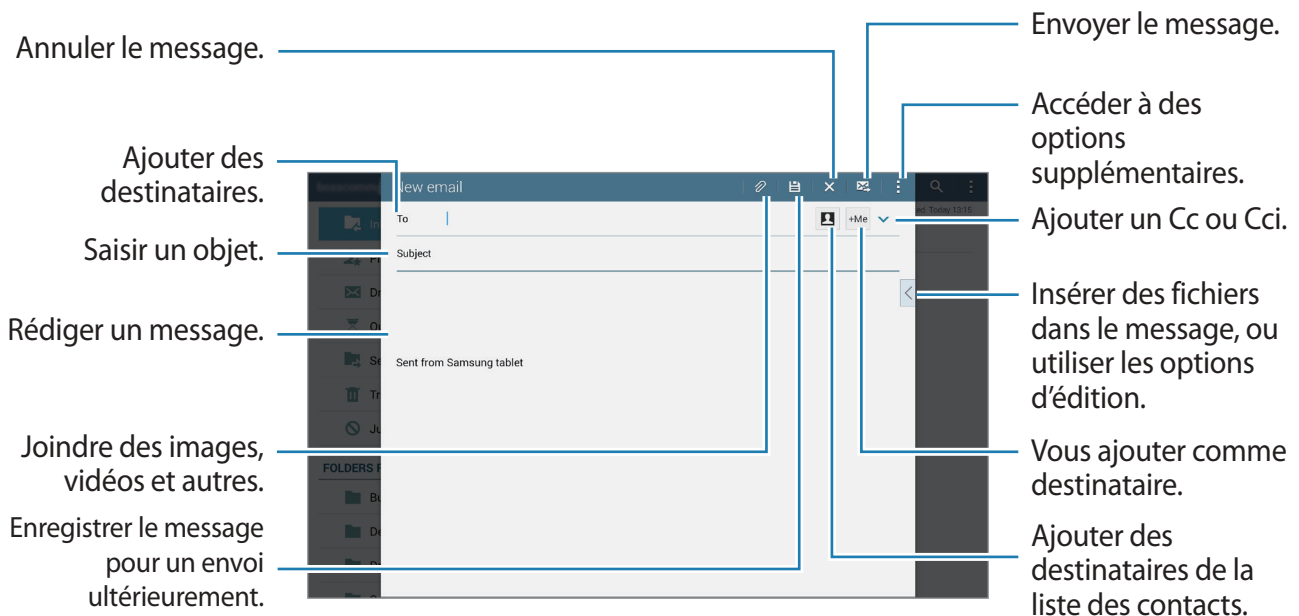 Annuler le message.
Ajouter des
destinataires.
Saisir un objet.
Rédiger un message.
Joindre des images,
vidéos et autres.
Enregistrer le message
pour un envoi
ultérieurement.
New email
To
+Me
Subject
Sent from Samsung tablet
Today 13:15
FOLDERS
Envoyer le message.
Accéder à des
options
supplémentaires.
Ajouter un Cc ou Cci.
Insérer des fichiers
dans le message, ou
utiliser les options
d’édition.
Vous ajouter comme
destinataire.
Ajouter des
destinataires de la
liste des contacts.